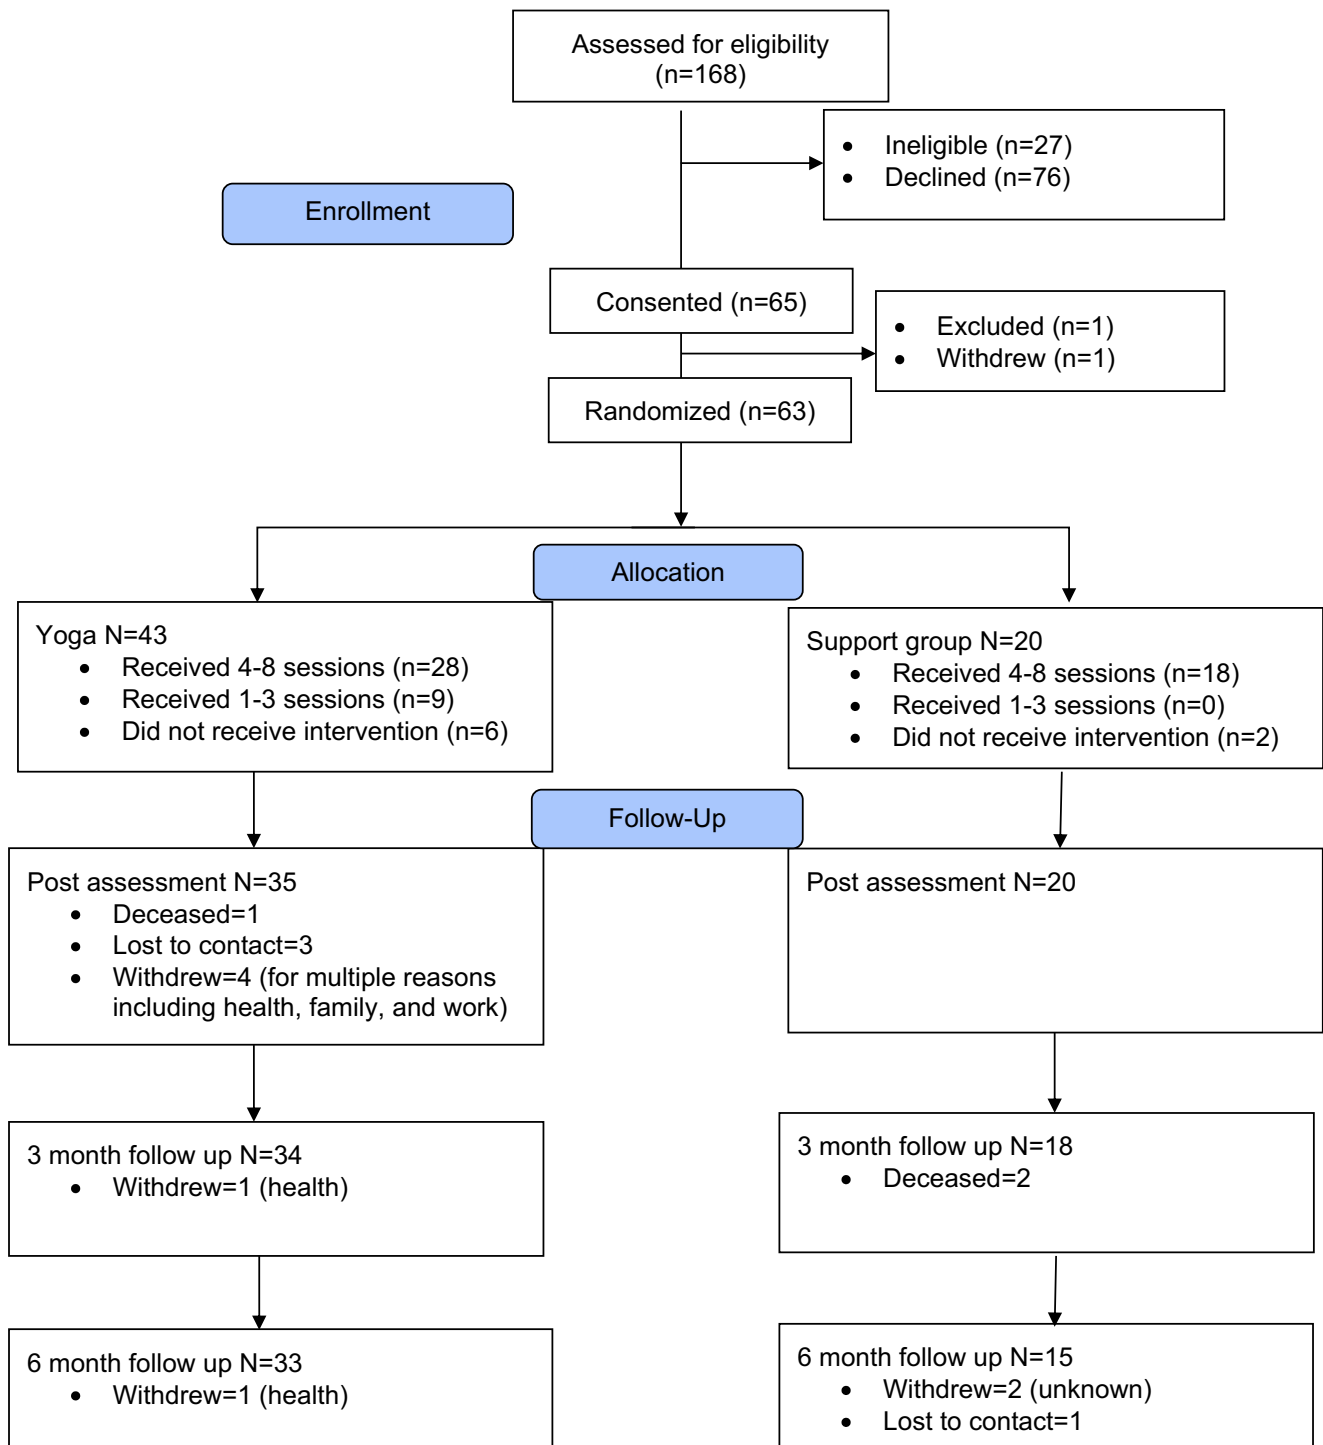 Assessed for eligibility
(n=168)
• Ineligible (n=27)
• Declined (n=76)
Enrollment
Consented (n=65)
• Excluded (n=1)
• Withdrew (n=1)
Randomized (n=63)
Allocation
Yoga N=43
• Received 4-8 sessions (n=28)
• Received 1-3 sessions (n=9)
• Did not receive intervention (n=6)
Support group N=20
• Received 4-8 sessions (n=18)
• Received 1-3 sessions (n=0)
• Did not receive intervention (n=2)
Follow-Up
Post assessment N=35
• Deceased=1
• Lost to contact=3
• Withdrew=4 (for multiple reasons
including health, family, and work)
Post assessment N=20
3 month follow up N=34
• Withdrew=1 (health)
3 month follow up N=18
• Deceased=2
6 month follow up N=33
• Withdrew=1 (health)
6 month follow up N=15
• Withdrew=2 (unknown)
• Lost to contact=1